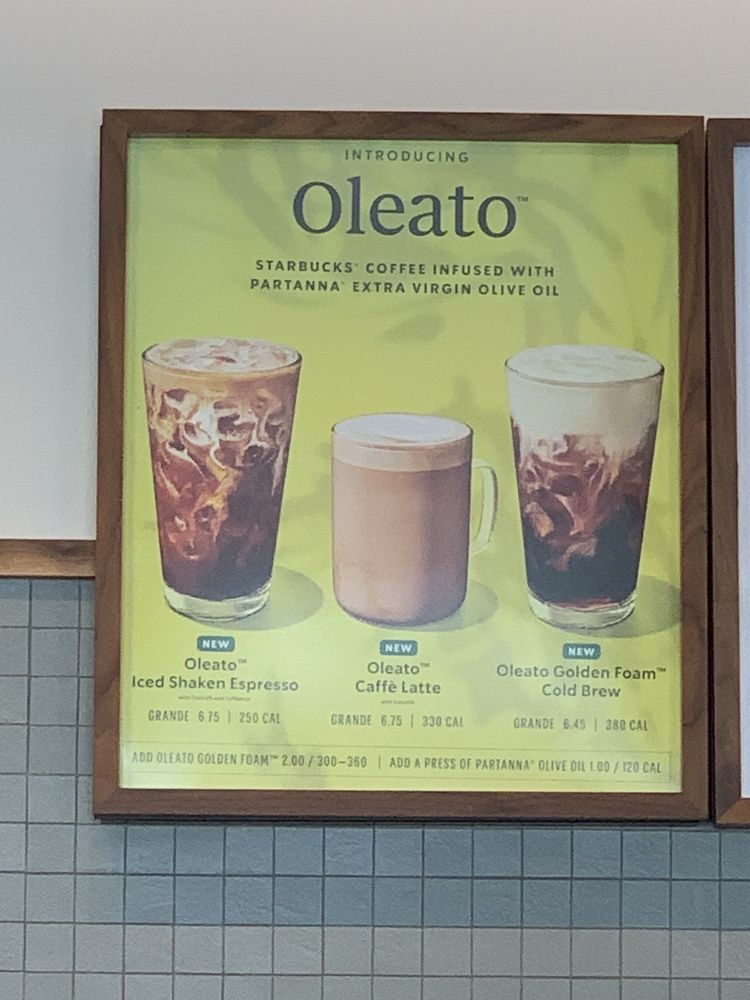 INTRODUCING
Oleato™
STARBUCKS® COFFEE INFUSED WITH
PARTANNA® EXTRA VIRGIN OLIVE OIL
NEW
Oleato™
Iced Shaken Espresso
GRANDE 6.75 | 250 CAL
NEW
Oleato™
Caffè Latte
GRANDE 6.75 | 330 CAL
NEW
Oleato Golden Foam™
Cold Brew
GRANDE 6.45 | 380 CAL
ADD OLEATO GOLDEN FOAM™ 2.00 / 300–360 | ADD A PRESS OF PARTANNA® OLIVE OIL 1.00 / 120 CAL